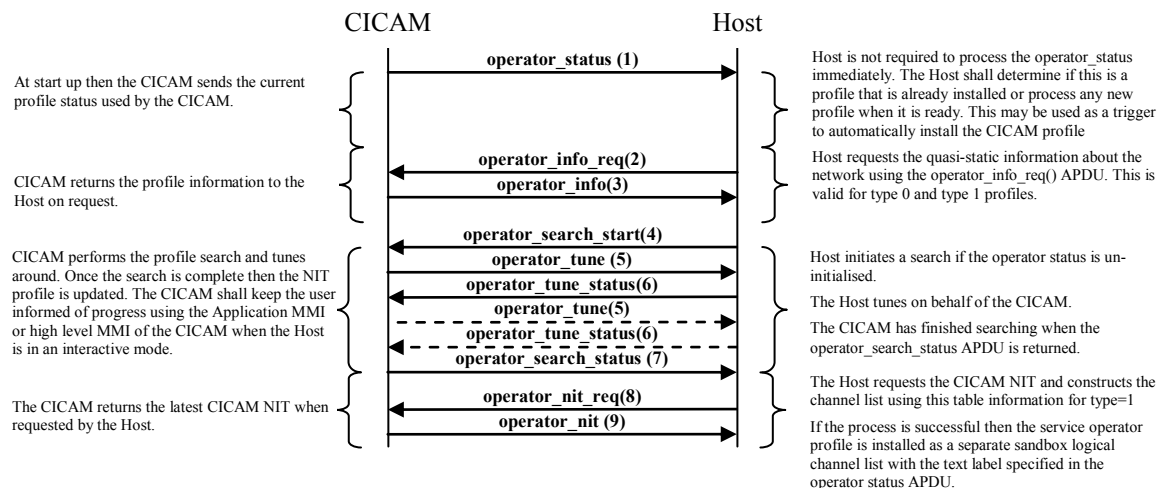 CICAM
Host
operator_status (1)
At start up then the CICAM sends the current
profile status used by the CICAM.
Host is not required to process the operator_status
immediately. The Host shall determine if this is a
profile that is already installed or process any new
profile when it is ready. This may be used as a trigger
to automatically install the CICAM profile
operator_info_req(2)
operator_info(3)
CICAM returns the profile information to the
Host on request.
Host requests the quasi-static information about the
network using the operator_info_req() APDU. This is
valid for type 0 and type 1 profiles.
operator_search_start(4)
operator_tune (5)
operator_tune_status(6)
operator_tune(5)
operator_tune_status(6)
operator_search_status (7)
CICAM performs the profile search and tunes
around. Once the search is complete then the NIT
profile is updated. The CICAM shall keep the user
informed of progress using the Application MMI
or high level MMI of the CICAM when the Host
is in an interactive mode.
Host initiates a search if the operator status is un-
initialised.
The Host tunes on behalf of the CICAM.
The CICAM has finished searching when the
operator_search_status APDU is returned.
operator_nit_req(8)
operator_nit (9)
The CICAM returns the latest CICAM NIT when
requested by the Host.
The Host requests the CICAM NIT and constructs the
channel list using this table information for type=1
If the process is successful then the service operator
profile is installed as a separate sandbox logical
channel list with the text label specified in the
operator status APDU.